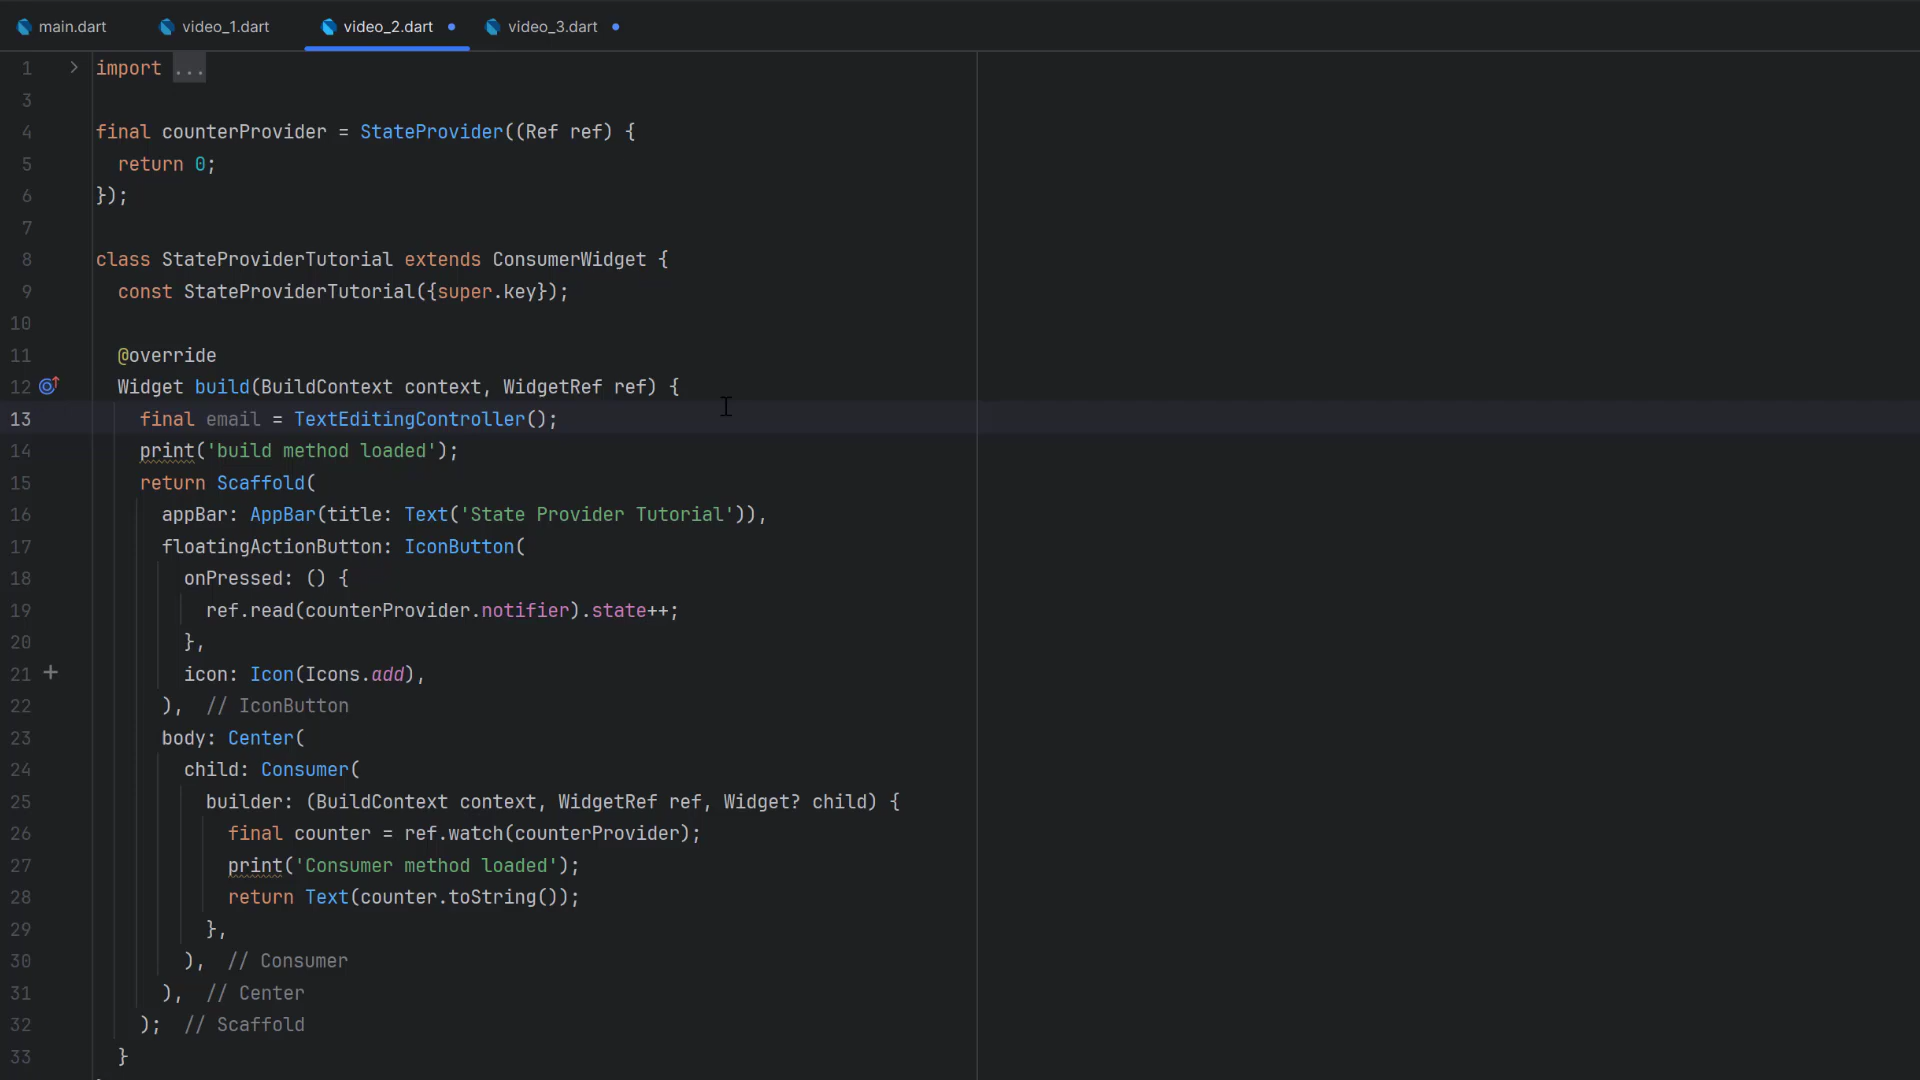 main.dart video_1.dart video_2.dart video_3.dart
1 import ...
3
4 final counterProvider = StateProvider((Ref ref) {
5 return 0;
6 });
7
8 class StateProviderTutorial extends ConsumerWidget {
9 const StateProviderTutorial({super.key});
10
11 @override
12 Widget build(BuildContext context, WidgetRef ref) {
13 final email = TextEditingController();
14 print('build method loaded');
15 return Scaffold(
16 appBar: AppBar(title: Text('State Provider Tutorial')),
17 floatingActionButton: IconButton(
18 onPressed: () {
19 ref.read(counterProvider.notifier).state++;
20 },
21 icon: Icon(Icons.add),
22 ), // IconButton
23 body: Center(
24 child: Consumer(
25 builder: (BuildContext context, WidgetRef ref, Widget? child) {
26 final counter = ref.watch(counterProvider);
27 print('Consumer method loaded');
28 return Text(counter.toString());
29 },
30 ), // Consumer
31 ), // Center
32 ); // Scaffold
33 }